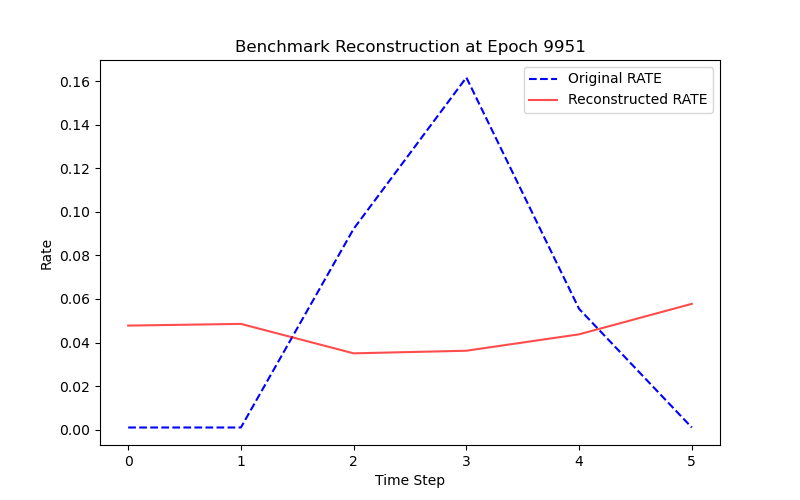 Benchmark Reconstruction at Epoch 9951
Original RATE
Reconstructed RATE
0.16
0.14
0.12
0.10
0.08
0.06
0.04
0.02
0.00
Rate
0 1 2 3 4 5
Time Step